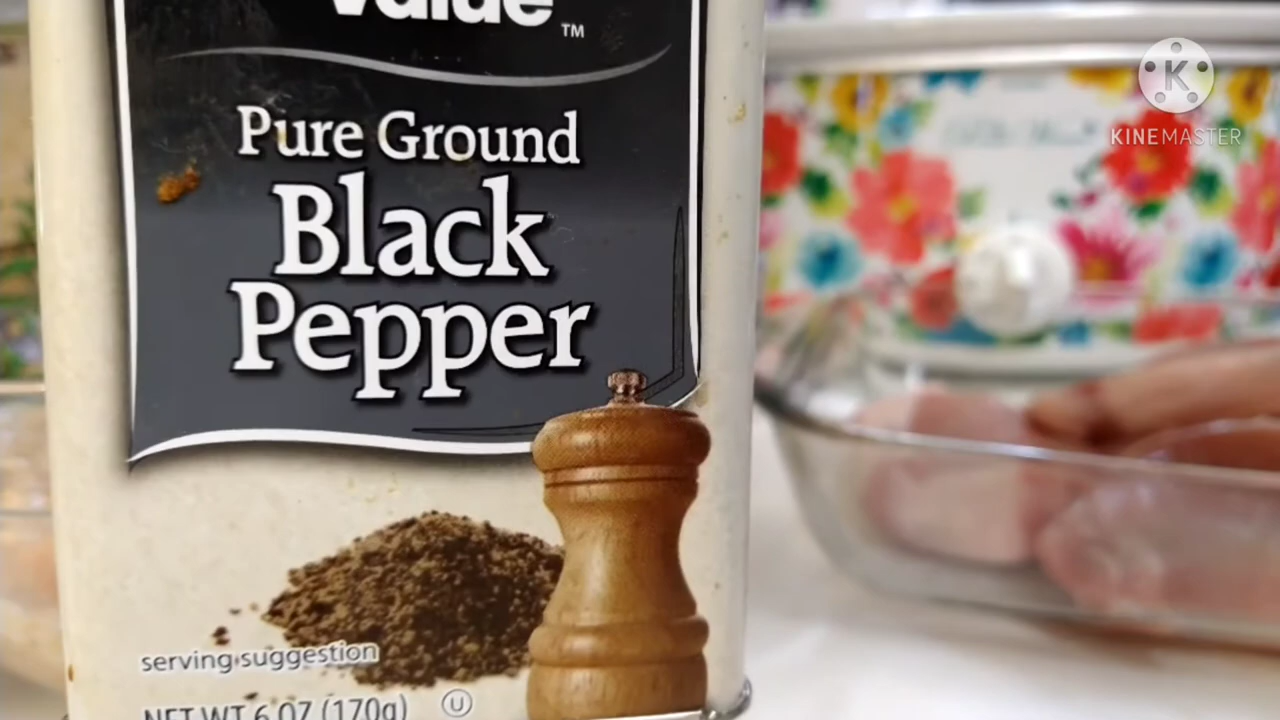 Value
™
Pure Ground
Black
Pepper
serving suggestion
NET WT 6 OZ (170g) U
K
KINEMASTER